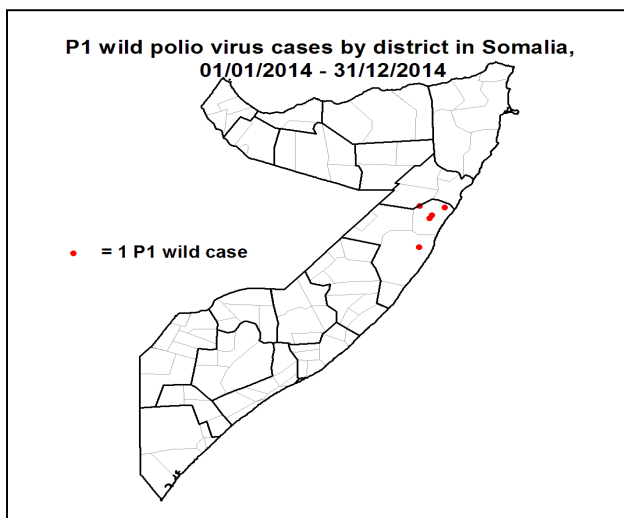 P1 wild polio virus cases by district in Somalia,
01/01/2014 - 31/12/2014
= 1 P1 wild case